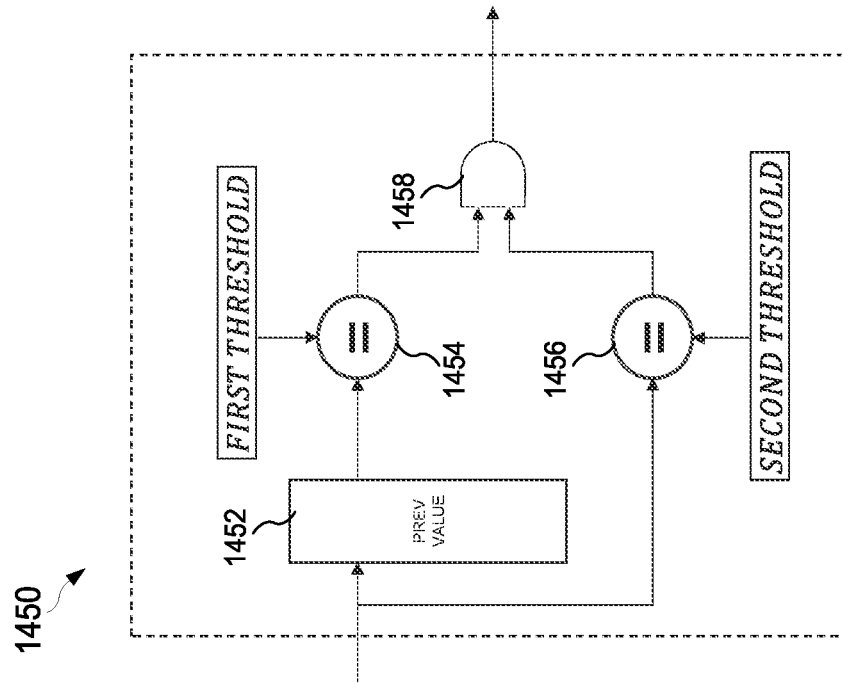 1450
1452
PREV
VALUE
FIRST THRESHOLD
=
1454
1458
=
1456
SECOND THRESHOLD